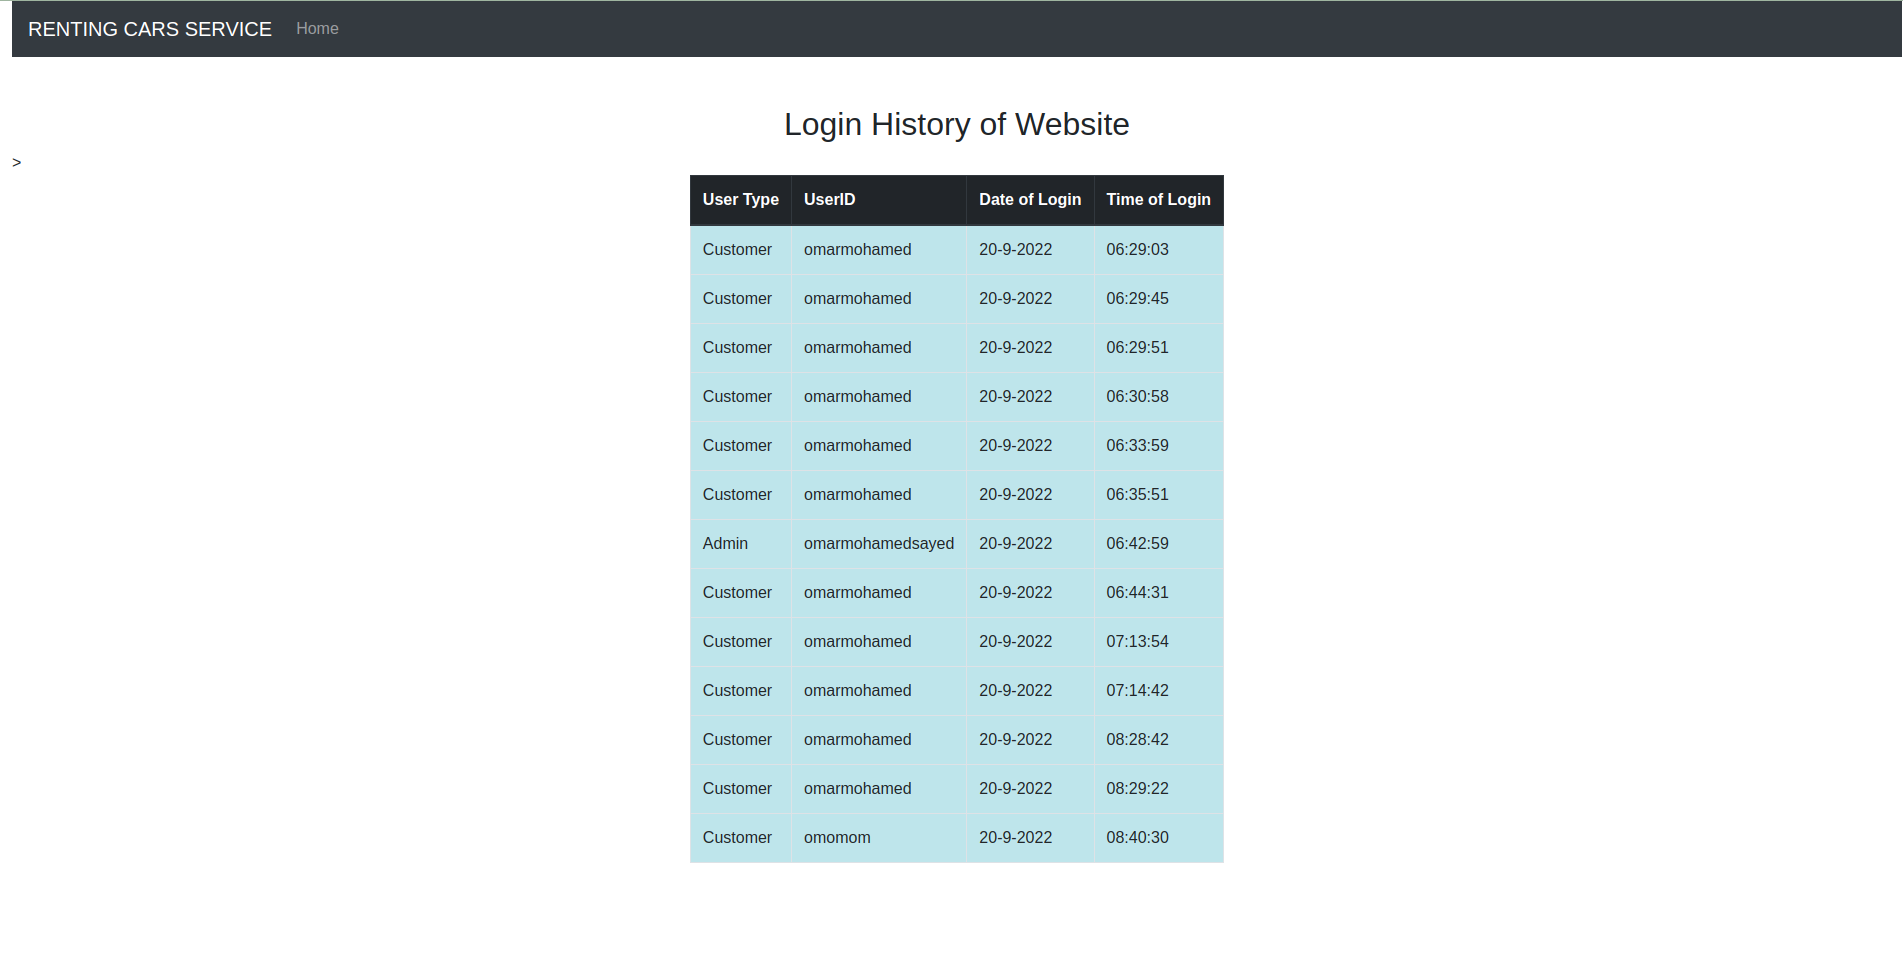 RENTING CARS SERVICE Home
Login History of Website
>
User Type UserID Date of Login Time of Login
Customer omarmohamed 20-9-2022 06:29:03
Customer omarmohamed 20-9-2022 06:29:45
Customer omarmohamed 20-9-2022 06:29:51
Customer omarmohamed 20-9-2022 06:30:58
Customer omarmohamed 20-9-2022 06:33:59
Customer omarmohamed 20-9-2022 06:35:51
Admin omarmohamedsayed 20-9-2022 06:42:59
Customer omarmohamed 20-9-2022 06:44:31
Customer omarmohamed 20-9-2022 07:13:54
Customer omarmohamed 20-9-2022 07:14:42
Customer omarmohamed 20-9-2022 08:28:42
Customer omarmohamed 20-9-2022 08:29:22
Customer omomom 20-9-2022 08:40:30